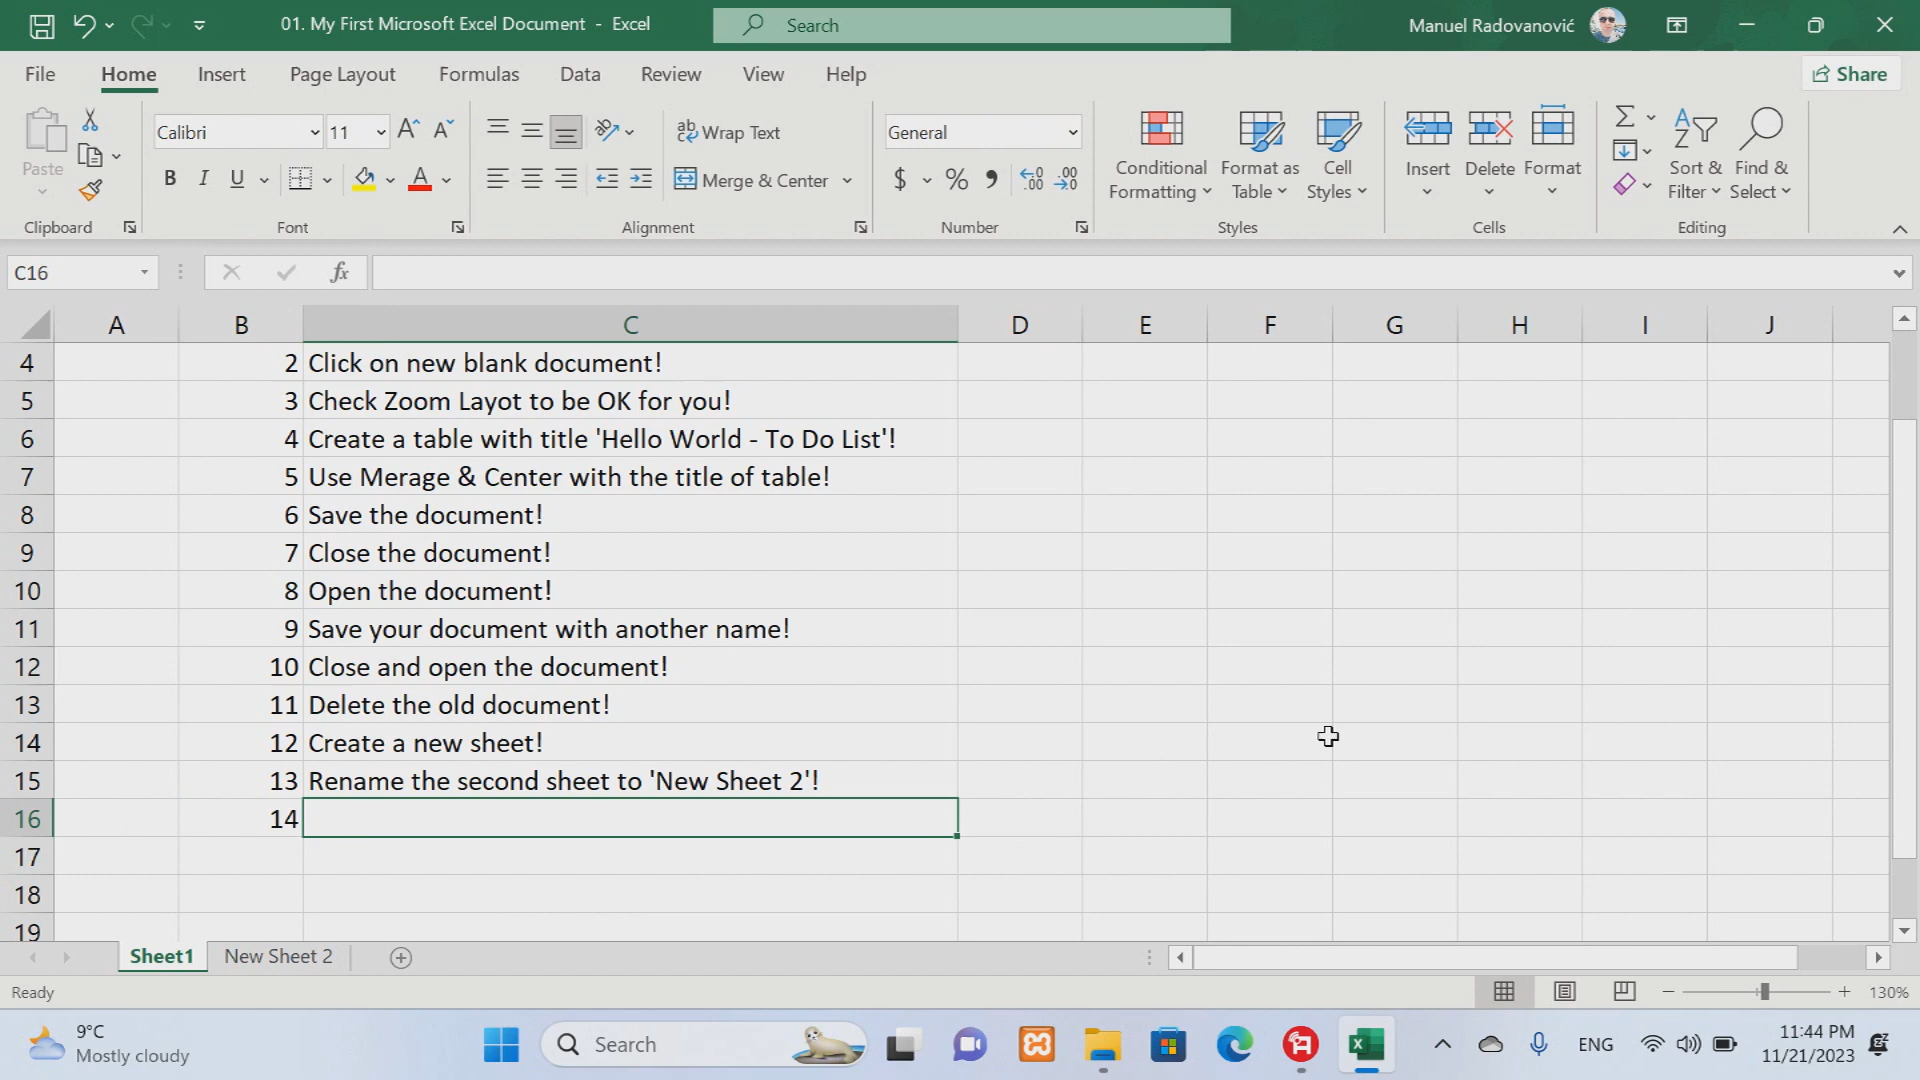 01. My First Microsoft Excel Document - Excel
Search
Manuel Radovanović
File Home Insert Page Layout Formulas Data Review View Help
Share
Paste
Calibri
11
ab Wrap Text
General
Conditional Formatting
Format as Table
Cell Styles
Insert
Delete
Format
Sort & Filter
Find & Select
B I U A
Merge & Center
$ % 9
Clipboard
Font
Alignment
Number
Styles
Cells
Editing
C16
fx
A B C D E F G H I J
4 2 Click on new blank document!
5 3 Check Zoom Layot to be OK for you!
6 4 Create a table with title 'Hello World - To Do List'!
7 5 Use Merage & Center with the title of table!
8 6 Save the document!
9 7 Close the document!
10 8 Open the document!
11 9 Save your document with another name!
12 10 Close and open the document!
13 11 Delete the old document!
14 12 Create a new sheet!
15 13 Rename the second sheet to 'New Sheet 2'!
16 14
17
18
19
Sheet1 New Sheet 2
Ready
130%
9°C
Mostly cloudy
Search
ENG
11:44 PM
11/21/2023